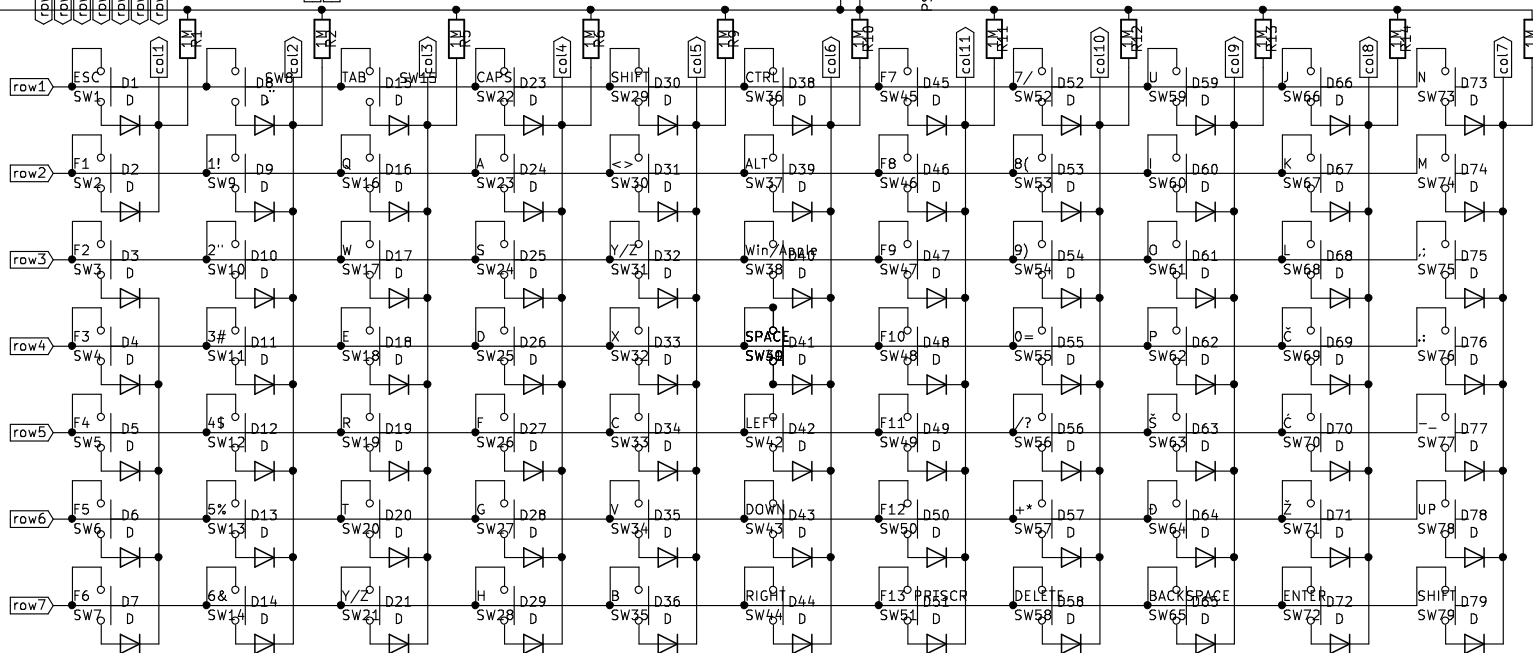 1M R1 1M R2 1M R5 1M R6 1M R9 1M R10 1M R11 1M R12 1M R13 1M R14 1M
col1 col2 col3 col4 col5 col6 col11 col10 col9 col8 col7
row1 ESC D1 D8 SW8 TAB D15 SW15 CAPS D23 SHIFT D30 CTRL D38 F7 D45 7/ D52 U D59 J D66 N D73
SW1 D D D SW22 D SW29 D SW36 D SW45 D SW52 D SW59 D SW66 D SW73 D
row2 F1 D2 1! D9 Q D16 A D24 <> D31 ALT D39 F8 D46 8( D53 I D60 K D67 M D74
SW2 D SW9 D SW16 D SW23 D SW30 D SW37 D SW46 D SW53 D SW60 D SW67 D SW74 D
row3 F2 D3 2" D10 W D17 S D25 Y/Z D32 Win/Apple D40 F9 D47 9) D54 O D61 L D68 ,; D75
SW3 D SW10 D SW17 D SW24 D SW31 D SW38 D SW47 D SW54 D SW61 D SW68 D SW75 D
row4 F3 D4 3# D11 E D18 D D26 X D33 SPACE D41 F10 D48 0= D55 P D62 Č D69 .: D76
SW4 D SW11 D SW18 D SW25 D SW32 D D SW48 D SW55 D SW62 D SW69 D SW76 D
row5 F4 D5 4$ D12 R D19 F D27 C D34 LEFT D42 F11 D49 /? D56 Š D63 Ć D70 -_ D77
SW5 D SW12 D SW19 D SW26 D SW33 D SW42 D SW49 D SW56 D SW63 D SW70 D SW77 D
row6 F5 D6 5% D13 T D20 G D28 V D35 DOWN D43 F12 D50 +* D57 Đ D64 Ž D71 UP D78
SW6 D SW13 D SW20 D SW27 D SW34 D SW43 D SW50 D SW57 D SW64 D SW71 D SW78 D
row7 F6 D7 6& D14 Y/Z D21 H D29 B D36 RIGHT D44 F13 PRTSCR D51 DELETE D58 BACKSPACE D65 ENTER D72 SHIFT D79
SW7 D SW14 D SW21 D SW28 D SW35 D SW44 D SW51 D SW58 D SW65 D SW72 D SW79 D